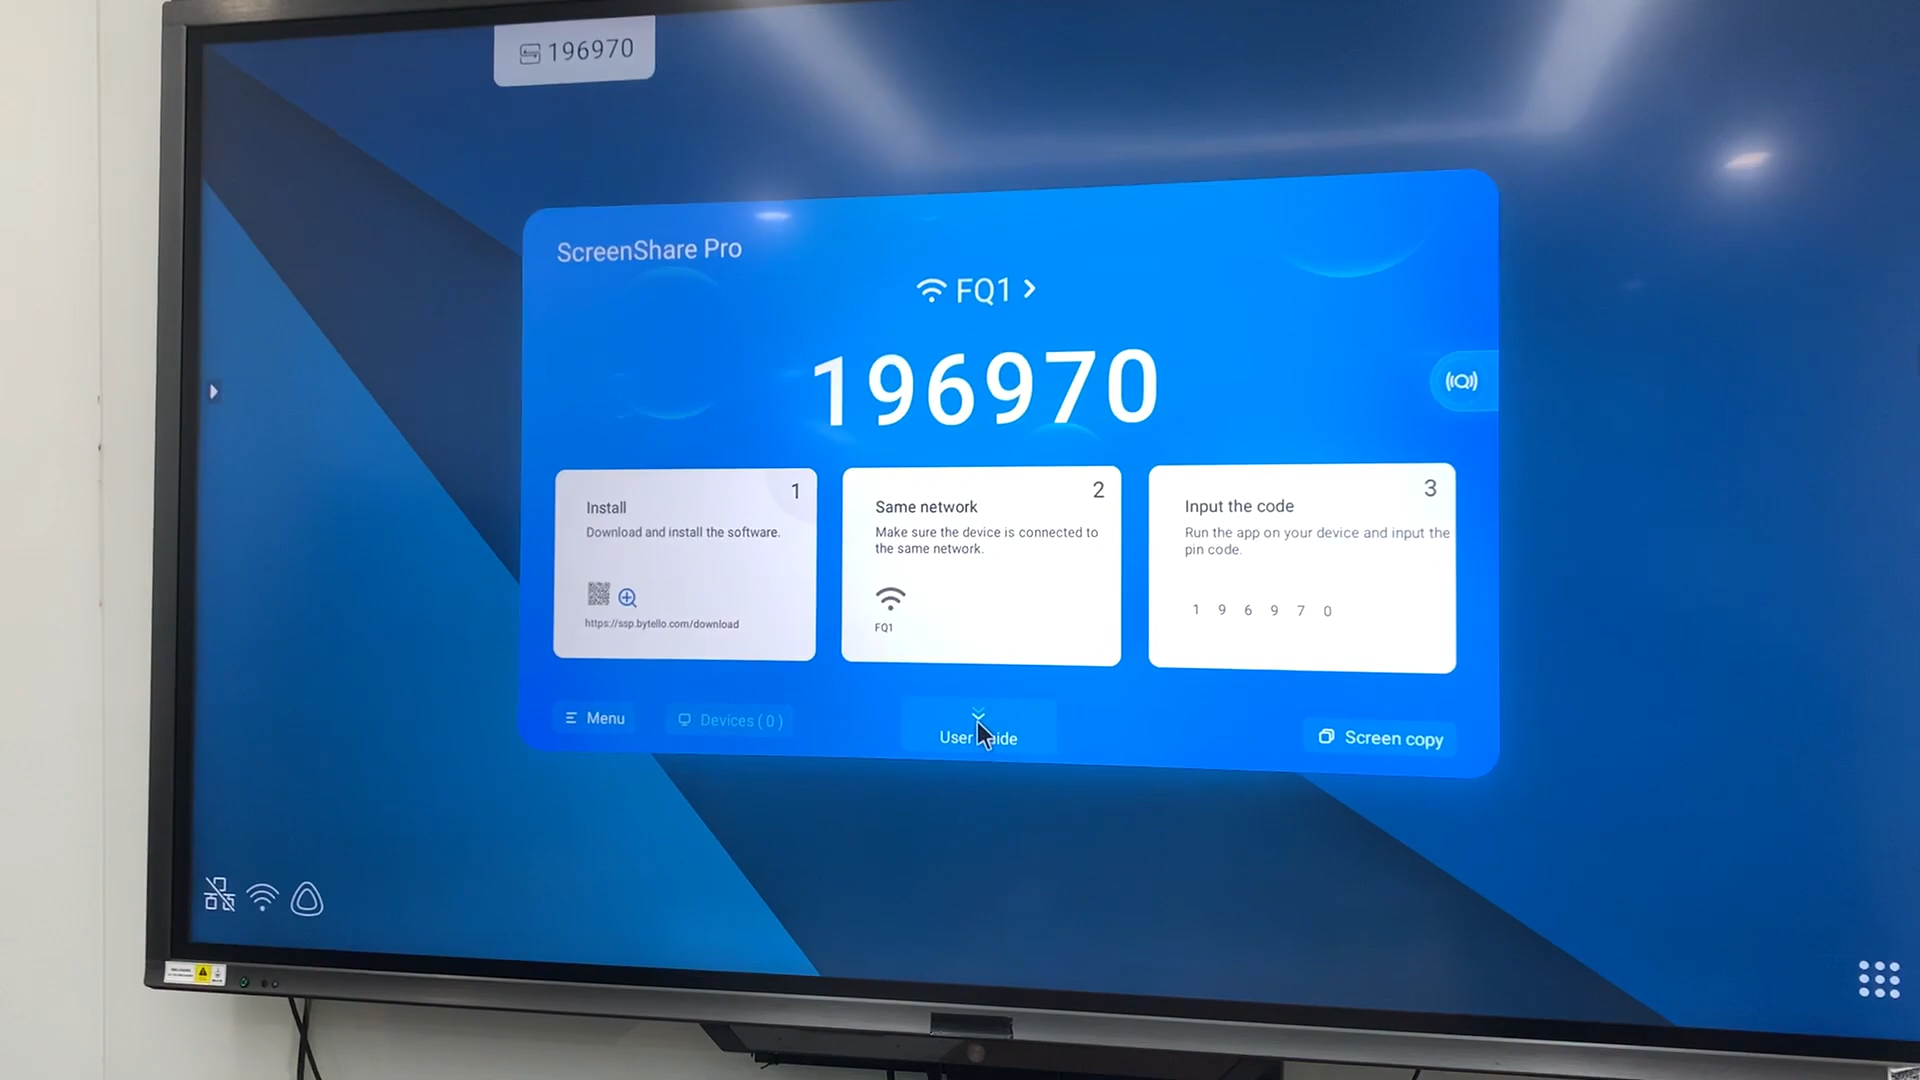 196970
ScreenShare Pro
FQ1
196970
1
Install
Download and install the software.
https://ssp.bytello.com/download
2
Same network
Make sure the device is connected to
the same network.
FQ1
3
Input the code
Run the app on your device and input the
pin code.
1 9 6 9 7 0
Menu
Devices ( 0 )
User
Screen copy